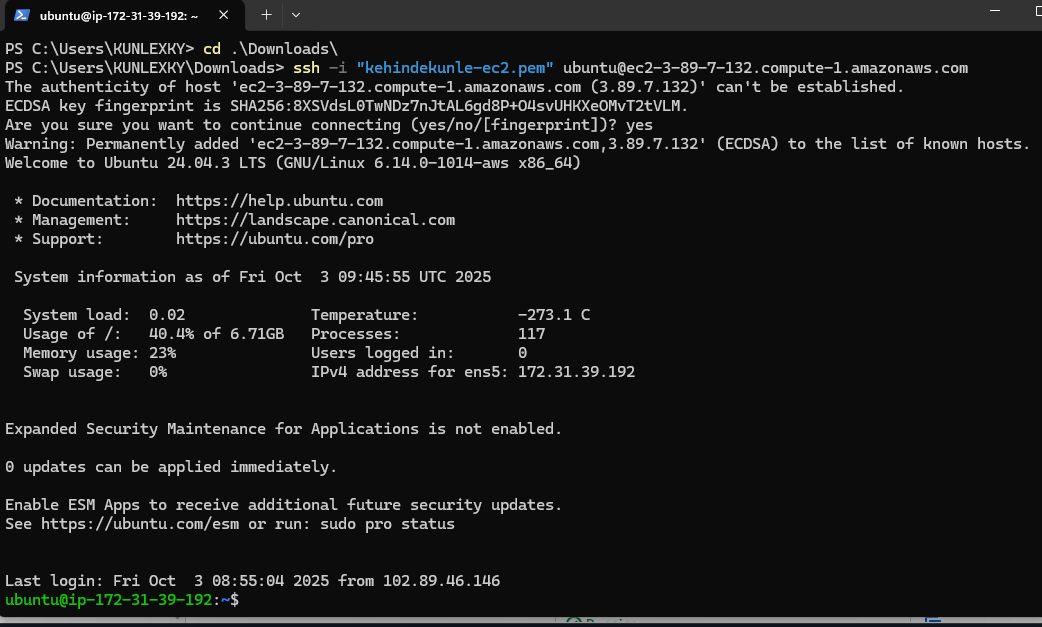 ubuntu@ip-172-31-39-192: ~
PS C:\Users\KUNLEXKY> cd .\Downloads\
PS C:\Users\KUNLEXKY\Downloads> ssh -i "kehindekunle-ec2.pem" ubuntu@ec2-3-89-7-132.compute-1.amazonaws.com
The authenticity of host 'ec2-3-89-7-132.compute-1.amazonaws.com (3.89.7.132)' can't be established.
ECDSA key fingerprint is SHA256:8XSVdsL0TwNDz7nJtAL6gd8P+O4svUHKXeOMvT2tVLM.
Are you sure you want to continue connecting (yes/no/[fingerprint])? yes
Warning: Permanently added 'ec2-3-89-7-132.compute-1.amazonaws.com,3.89.7.132' (ECDSA) to the list of known hosts.
Welcome to Ubuntu 24.04.3 LTS (GNU/Linux 6.14.0-1014-aws x86_64)
* Documentation:  https://help.ubuntu.com
* Management:     https://landscape.canonical.com
* Support:        https://ubuntu.com/pro
System information as of Fri Oct  3 09:45:55 UTC 2025
System load:  0.02              Temperature:           -273.1 C
Usage of /:   40.4% of 6.71GB   Processes:             117
Memory usage: 23%               Users logged in:       0
Swap usage:   0%                IPv4 address for ens5: 172.31.39.192
Expanded Security Maintenance for Applications is not enabled.
0 updates can be applied immediately.
Enable ESM Apps to receive additional future security updates.
See https://ubuntu.com/esm or run: sudo pro status
Last login: Fri Oct  3 08:55:04 2025 from 102.89.46.146
ubuntu@ip-172-31-39-192:~$